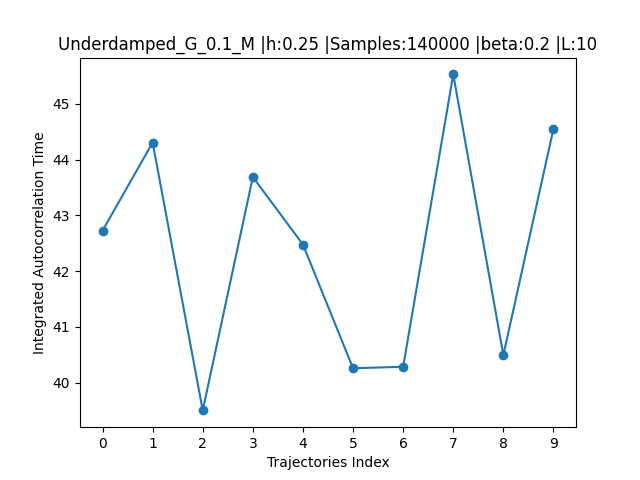 Underdamped_G_0.1_M |h:0.25 |Samples:140000 |beta:0.2 |L:10
45
44
43
42
41
40
Integrated Autocorrelation Time
0 1 2 3 4 5 6 7 8 9
Trajectories Index